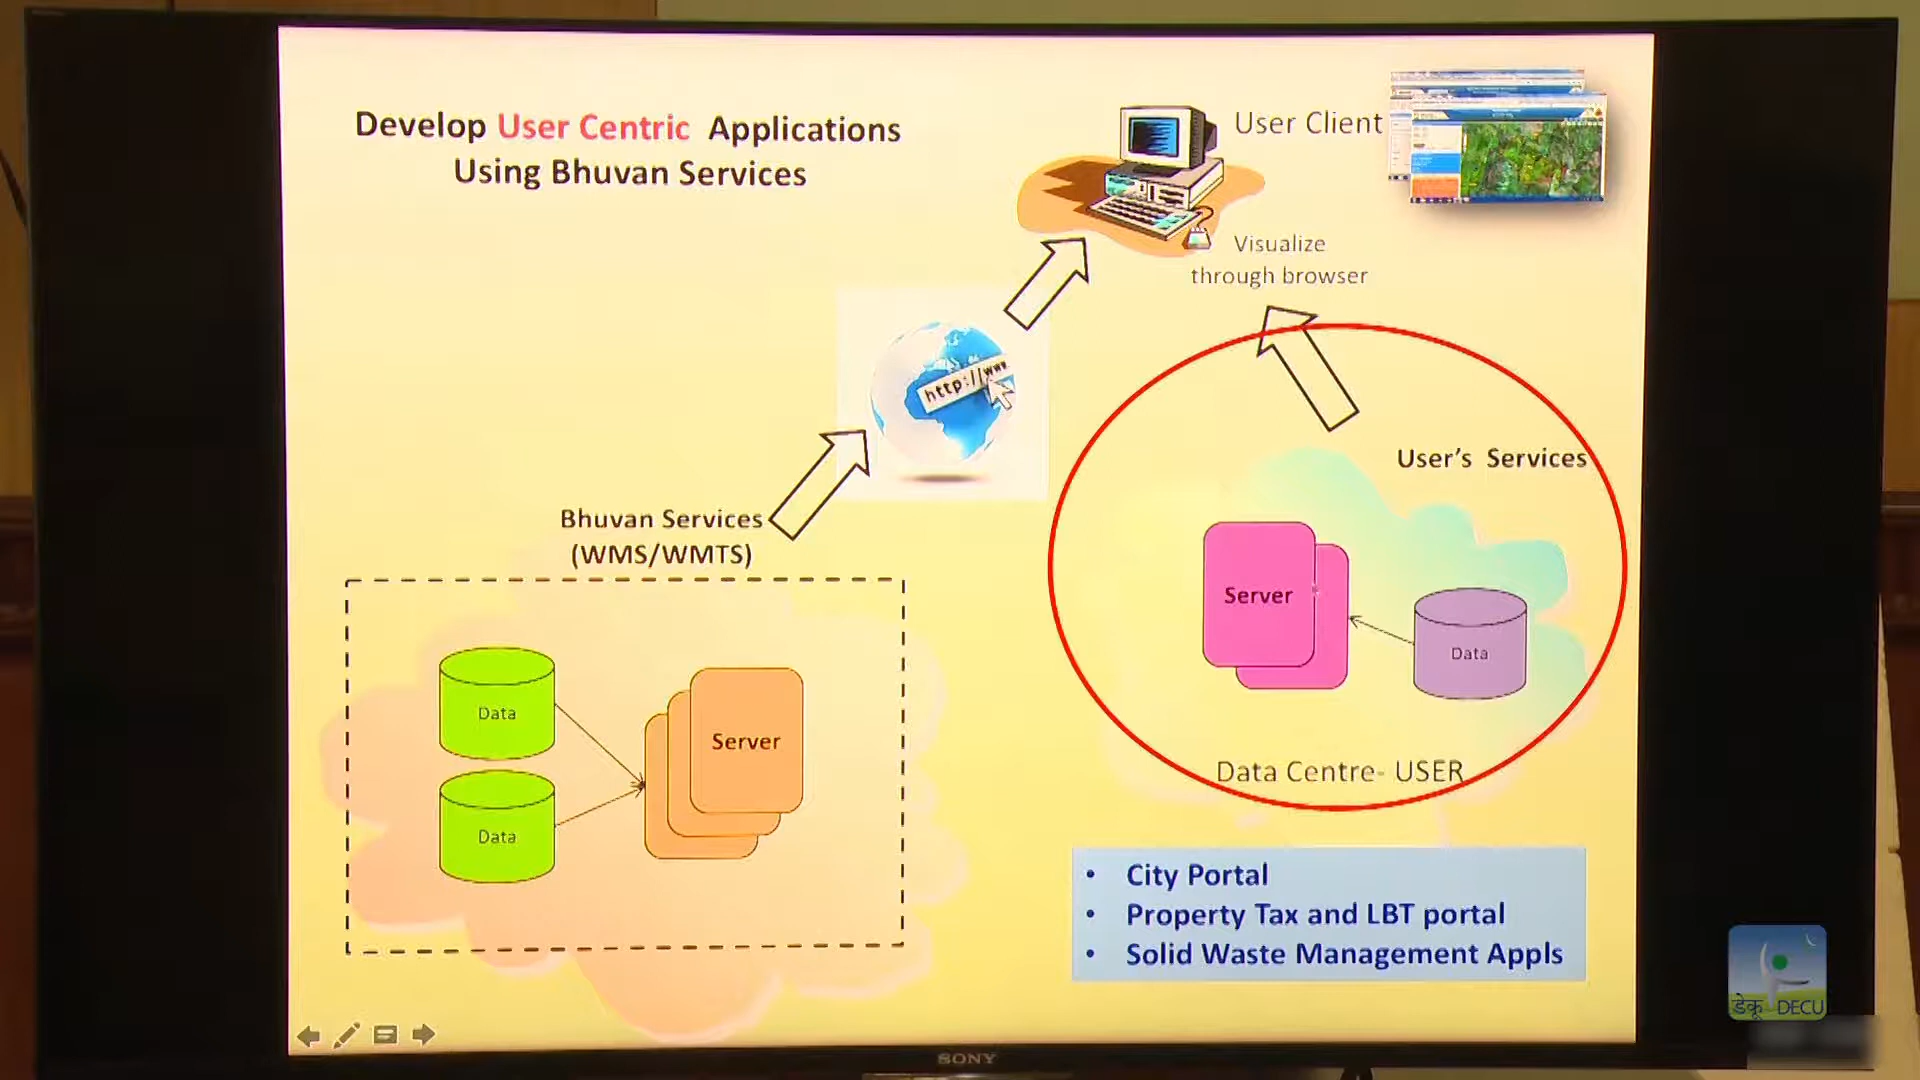 Develop User Centric Applications
Using Bhuvan Services
User Client
Visualize
through browser
http://www
User's Services
Bhuvan Services
(WMS/WMTS)
Server
Data
Data
Server
Data
Data Centre- USER
• City Portal
• Property Tax and LBT portal
• Solid Waste Management Appls
डेकू DECU
SONY